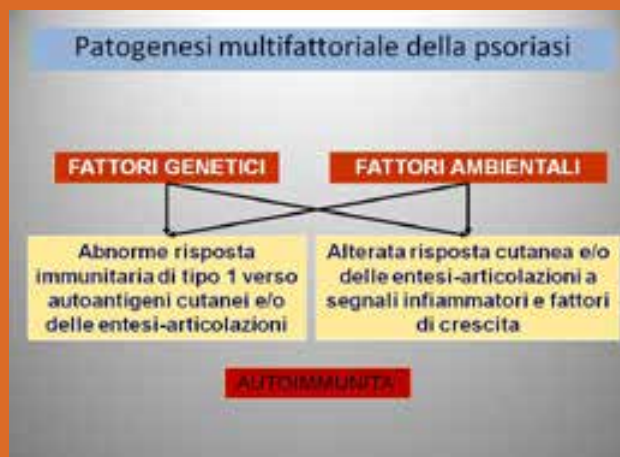 Patogenesi multifattoriale della psoriasi
FATTORI GENETICI
FATTORI AMBIENTALI
Abnorme risposta
immunitaria di tipo 1 verso
autoantigeni cutanei e/o
delle entesi-articolazioni
Alterata risposta cutanea e/o
delle entesi-articolazioni a
segnali infiammatori e fattori
di crescita
AUTOIMMUNITA